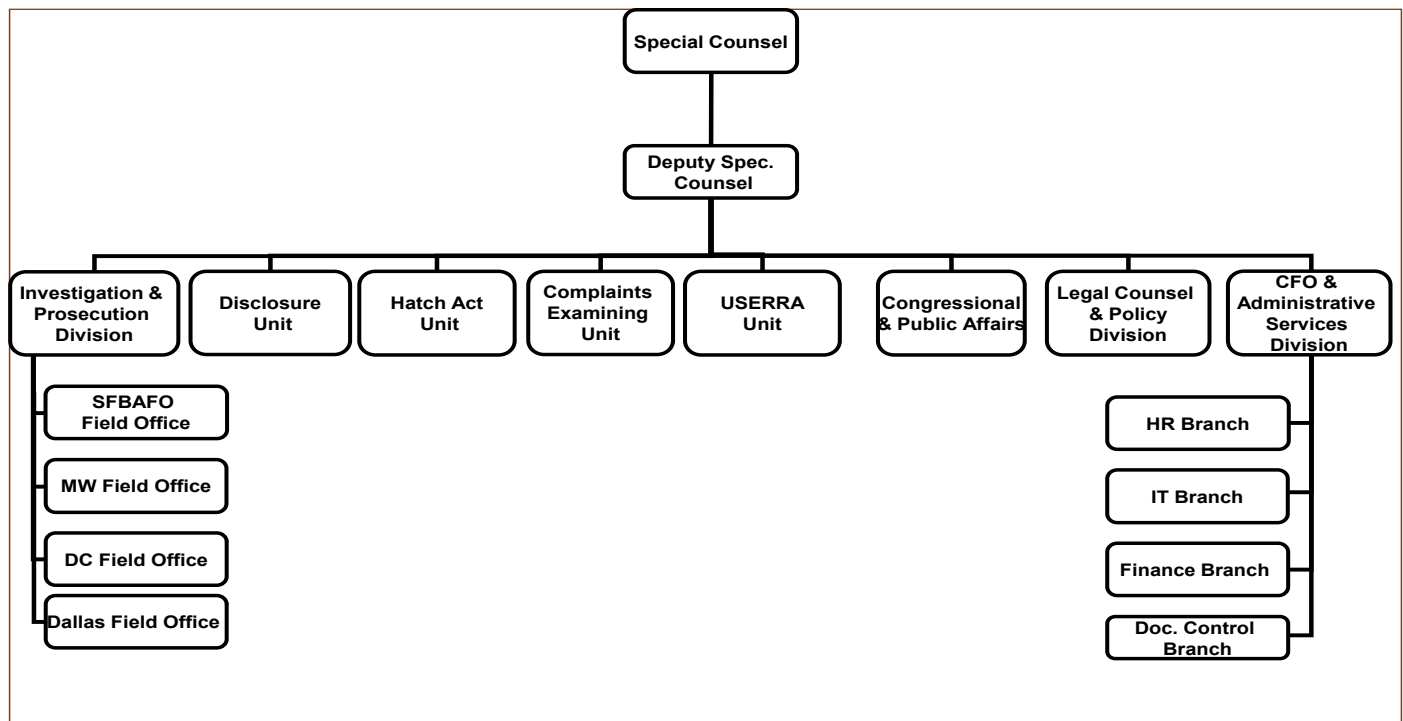 Special Counsel
Deputy Spec.
Counsel
Investigation &
Prosecution
Division
Disclosure
Unit
Hatch Act
Unit
Complaints
Examining
Unit
USERRA
Unit
Congressional
& Public Affairs
Legal Counsel
& Policy
Division
CFO &
Administrative
Services
Division
SFBAFO
Field Office
MW Field Office
DC Field Office
Dallas Field Office
HR Branch
IT Branch
Finance Branch
Doc. Control
Branch